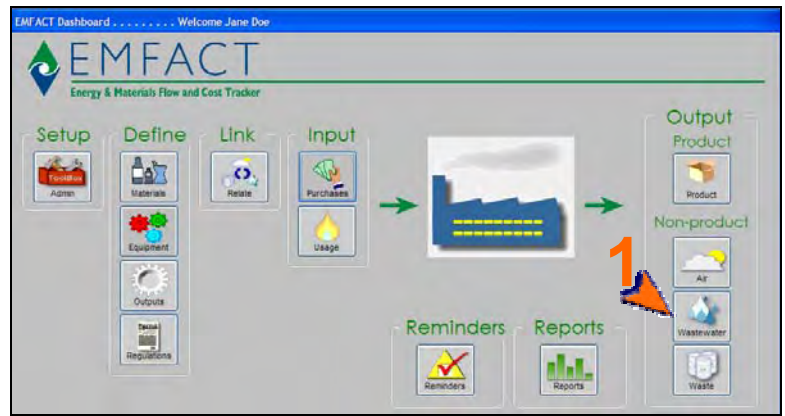 EMFACT Dashboard . . . . . . . . . Welcome Jane Doe
EMFACT
Energy & Materials Flow and Cost Tracker
Setup
ToolBox
Admin
Define
Materials
Equipment
Outputs
Regulations
Link
Relate
Input
Purchases
Usage
Output
Product
Product
Non-product
Air
1
Wastewater
Waste
Reminders
Reminders
Reports
Reports